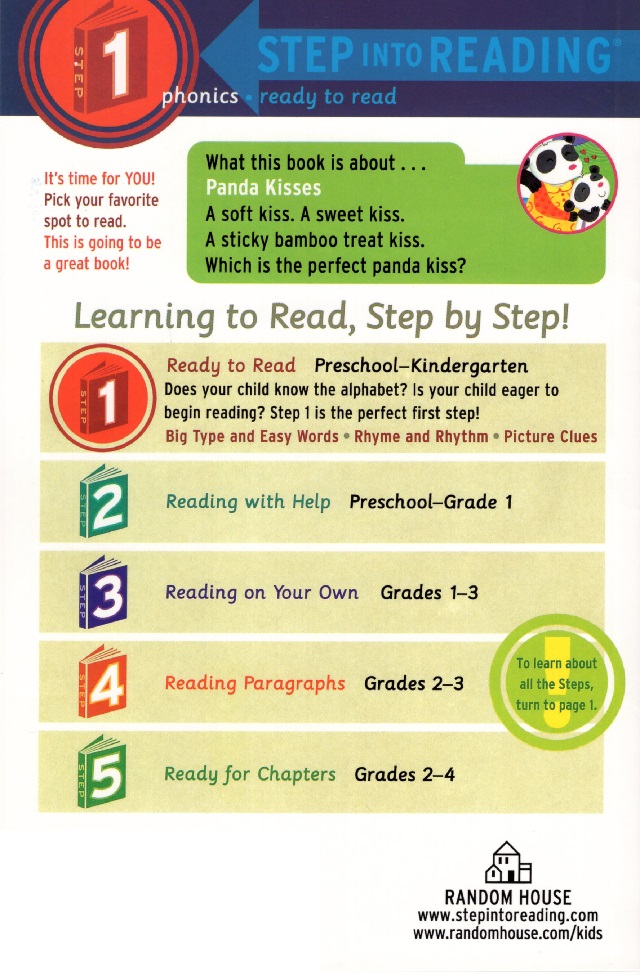 STEP
1
STEP INTO READING®
phonics • ready to read
It's time for YOU!
Pick your favorite
spot to read.
This is going to be
a great book!
What this book is about . . .
Panda Kisses
A soft kiss. A sweet kiss.
A sticky bamboo treat kiss.
Which is the perfect panda kiss?
Learning to Read, Step by Step!
STEP 1
Ready to Read Preschool–Kindergarten
Does your child know the alphabet? Is your child eager to
begin reading? Step 1 is the perfect first step!
Big Type and Easy Words • Rhyme and Rhythm • Picture Clues
STEP 2
Reading with Help Preschool–Grade 1
STEP 3
Reading on Your Own Grades 1–3
STEP 4
Reading Paragraphs Grades 2–3
To learn about
all the Steps,
turn to page 1.
STEP 5
Ready for Chapters Grades 2–4
RANDOM HOUSE
www.stepintoreading.com
www.randomhouse.com/kids